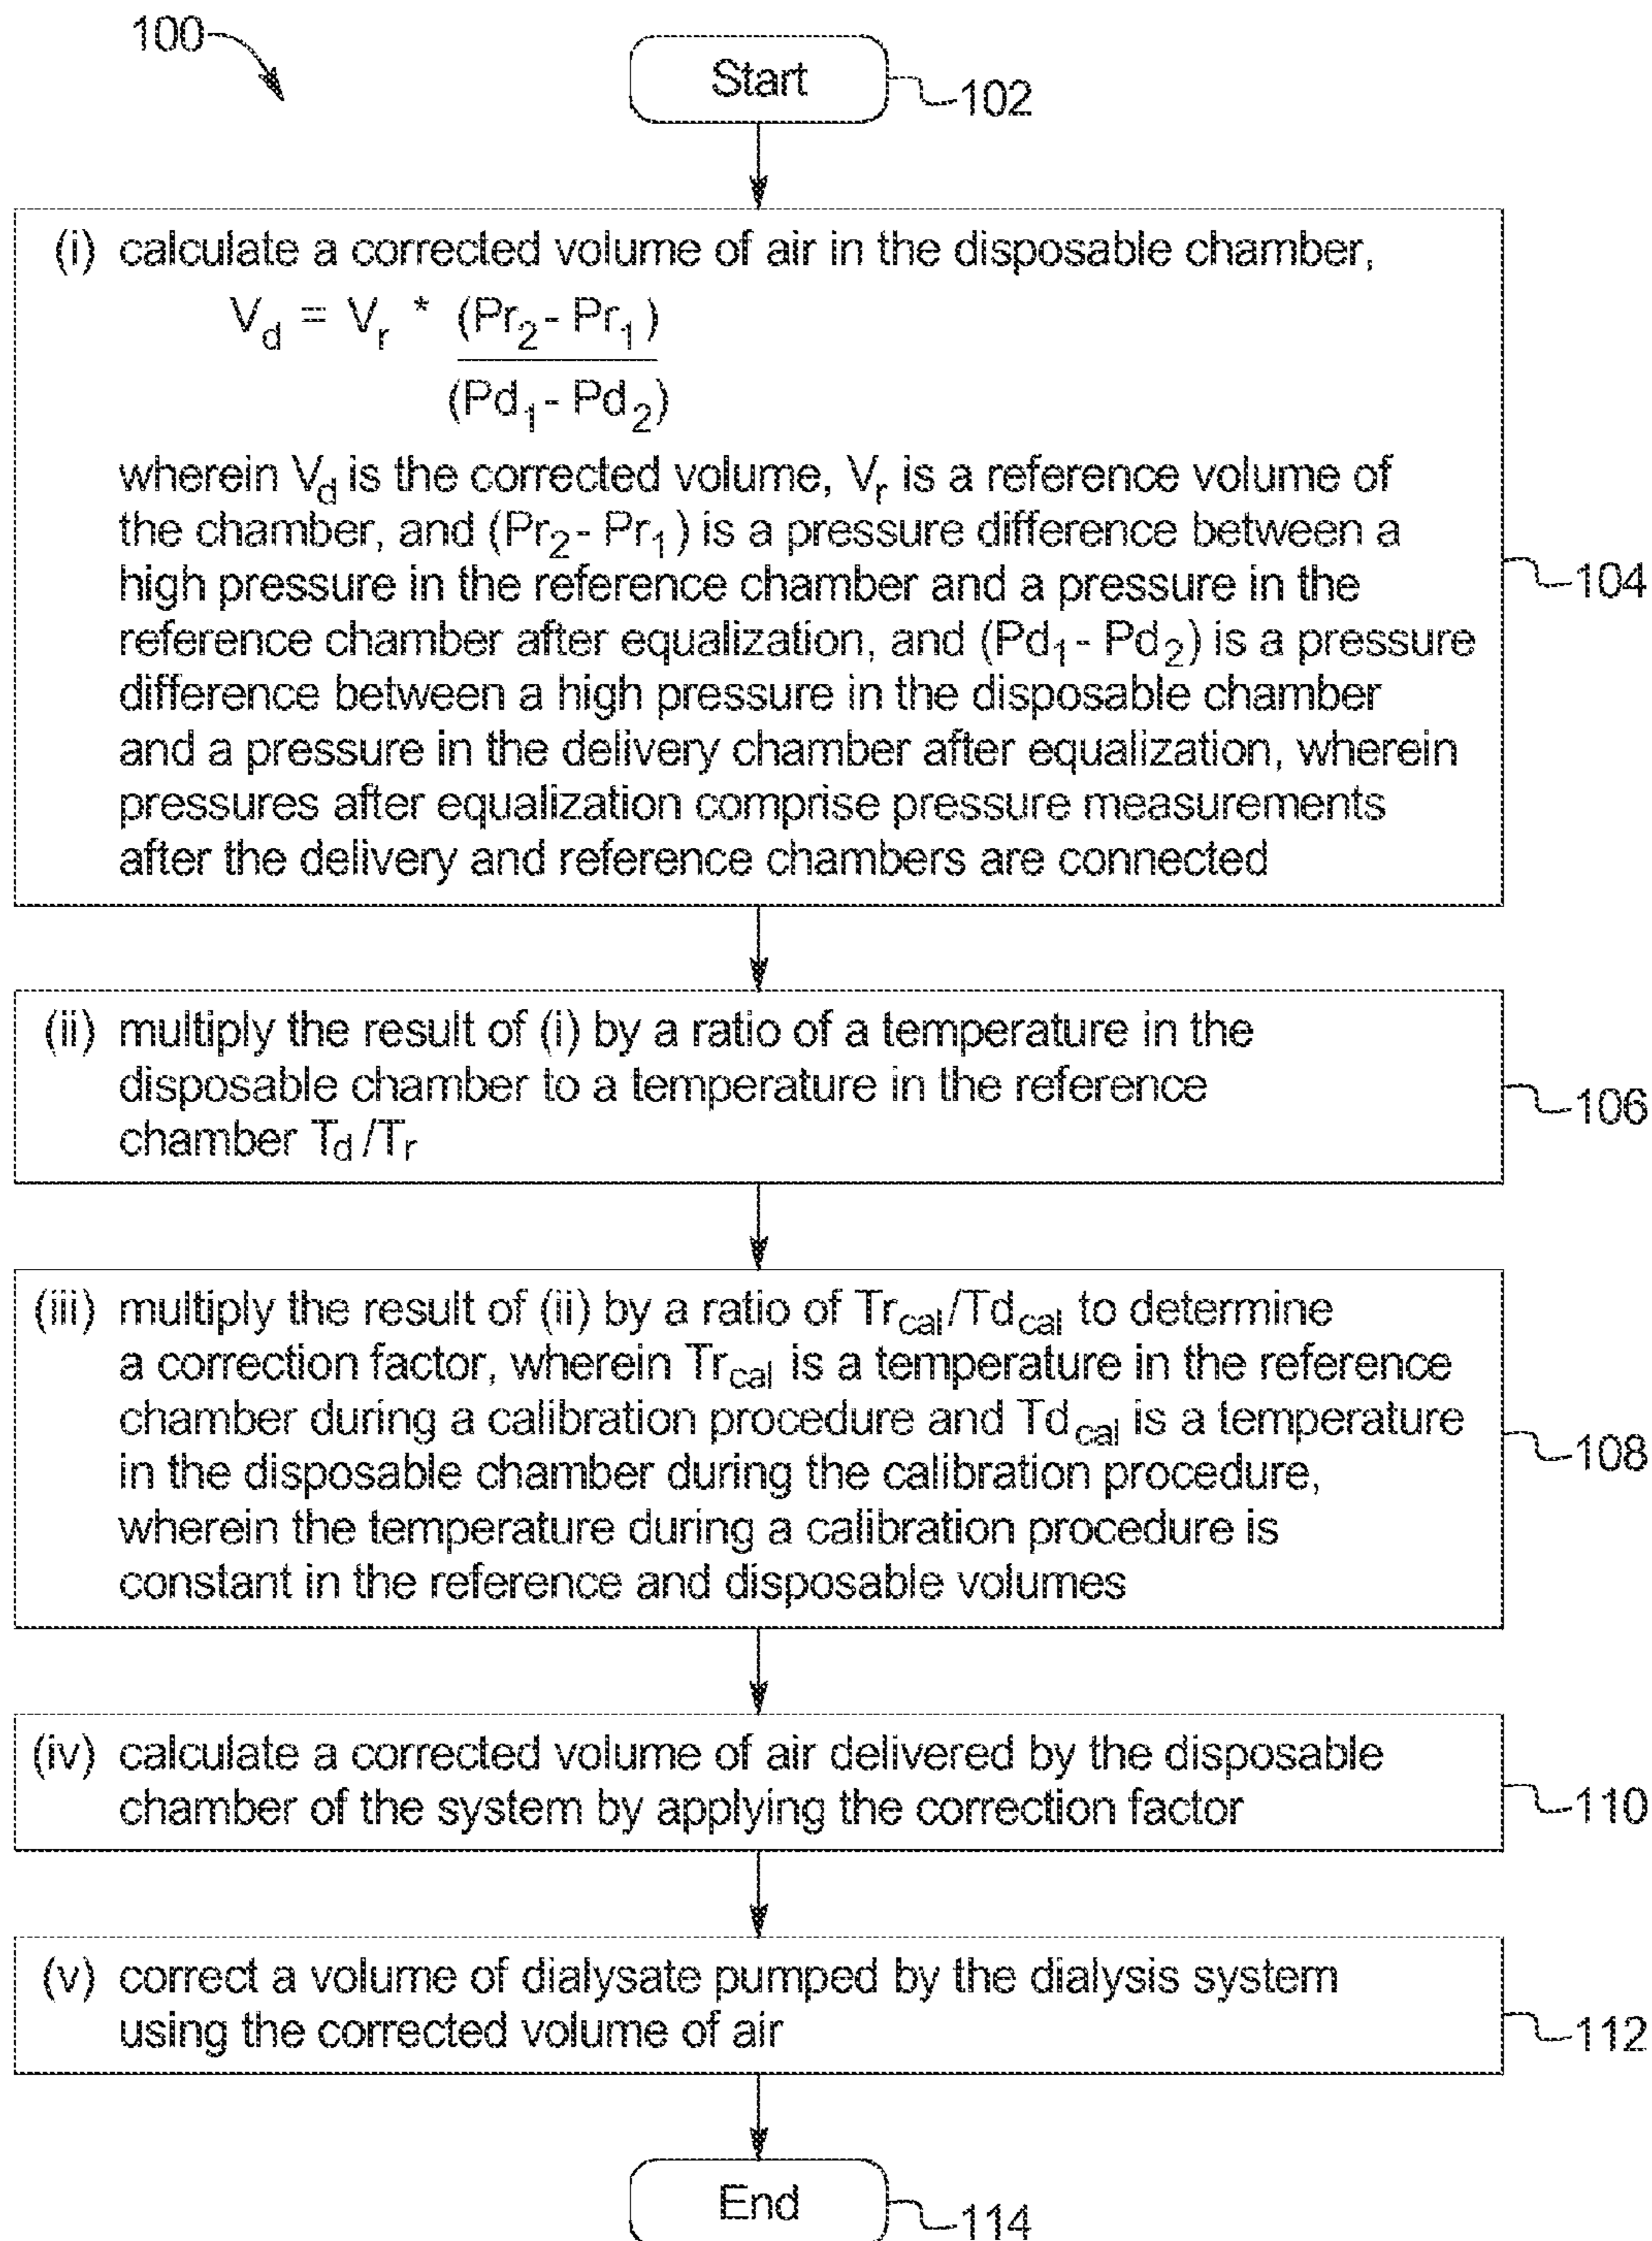 100
Start
102
(i) calculate a corrected volume of air in the disposable chamber,
Vd = Vr * (Pr2 - Pr1)
(Pd1 - Pd2)
wherein Vd is the corrected volume, Vr is a reference volume of
the chamber, and (Pr2 - Pr1) is a pressure difference between a
high pressure in the reference chamber and a pressure in the
reference chamber after equalization, and (Pd1 - Pd2) is a pressure
difference between a high pressure in the disposable chamber
and a pressure in the delivery chamber after equalization, wherein
pressures after equalization comprise pressure measurements
after the delivery and reference chambers are connected
104
(ii) multiply the result of (i) by a ratio of a temperature in the
disposable chamber to a temperature in the reference
chamber Td /Tr
106
(iii) multiply the result of (ii) by a ratio of Trcal/Tdcal to determine
a correction factor, wherein Trcal is a temperature in the reference
chamber during a calibration procedure and Tdcal is a temperature
in the disposable chamber during the calibration procedure,
wherein the temperature during a calibration procedure is
constant in the reference and disposable volumes
108
(iv) calculate a corrected volume of air delivered by the disposable
chamber of the system by applying the correction factor
110
(v) correct a volume of dialysate pumped by the dialysis system
using the corrected volume of air
112
End
114